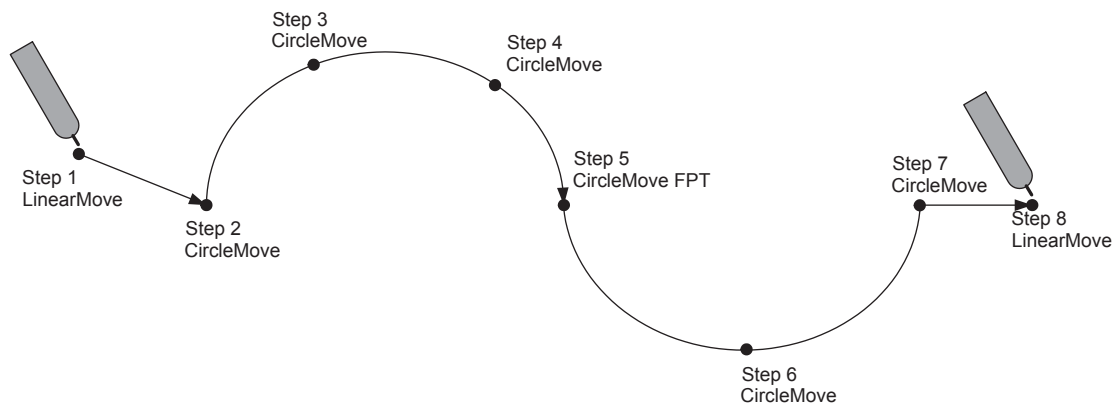 Step 1
LinearMove
Step 2
CircleMove
Step 3
CircleMove
Step 4
CircleMove
Step 5
CircleMove FPT
Step 6
CircleMove
Step 7
CircleMove
Step 8
LinearMove